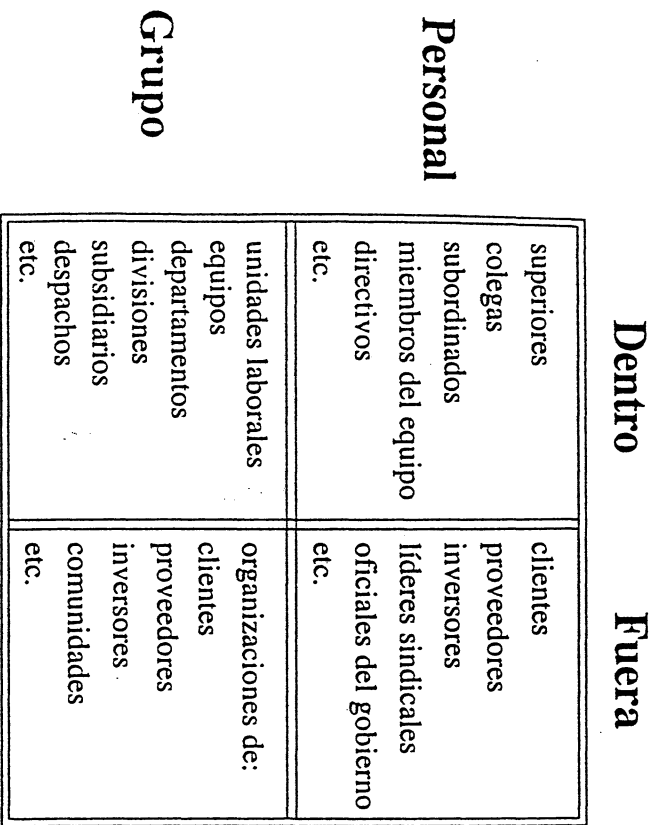 Dentro
Fuera
Personal
superiores
colegas
subordinados
miembros del equipo
directivos
etc.
clientes
proveedores
inversores
líderes sindicales
oficiales del gobierno
etc.
Grupo
unidades laborales
equipos
departamentos
divisiones
subsidiarios
despachos
etc.
organizaciones de:
clientes
proveedores
inversores
comunidades
etc.